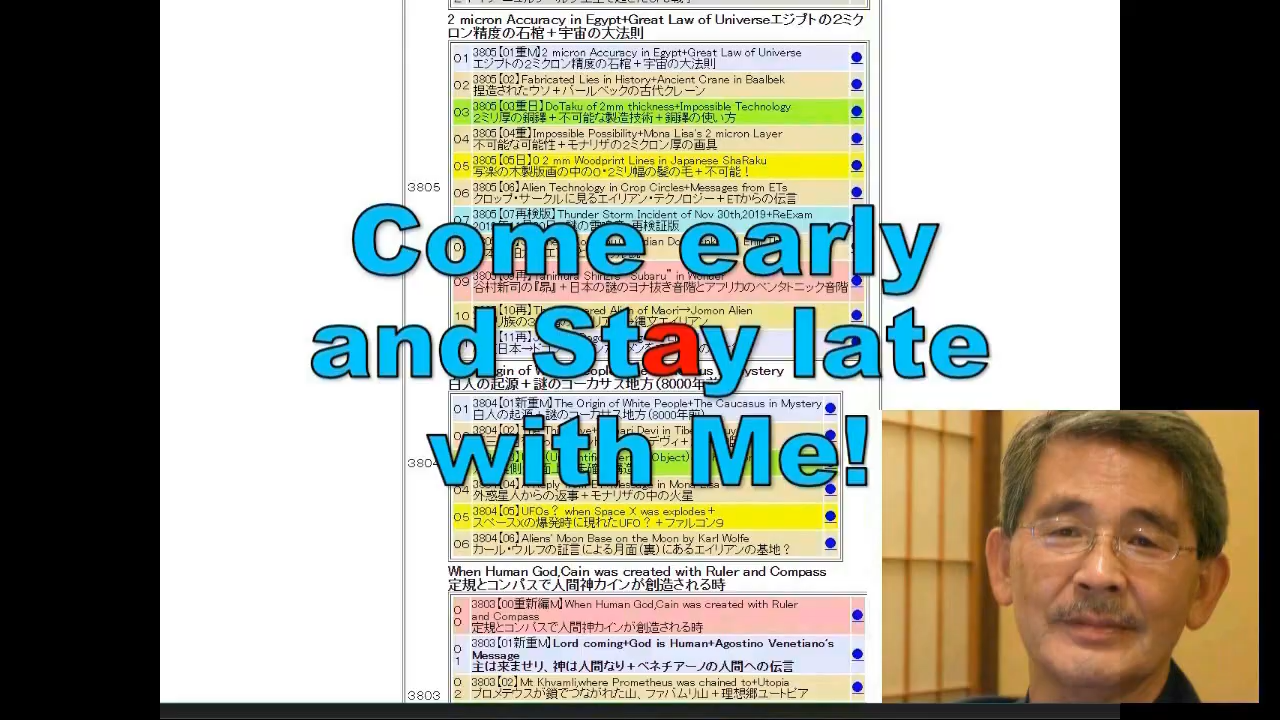 2 micron Accuracy in Egypt+Great Law of Universeエジプトの2ミク
ロン精度の石棺＋宇宙の大法則
3805
01 3805【01重M】2 micron Accuracy in Egypt+Great Law of Universe
エジプトの2ミクロン精度の石棺＋宇宙の大法則
02 3805【02】Fabricated Lies in History+Ancient Crane in Baalbek
捏造されたウソ＋バールベックの古代クレーン
03 3805【03重日】DoTaku of 2mm thickness+Impossible Technology
2ミリ厚の銅鐸＋不可能な製造技術＋銅鐸の使い方
04 3805【04重】Impossible Possibility+Mona Lisa's 2 micron Layer
不可能な可能性＋モナリザの2ミクロン厚の画具
05 3805【05日】0.2 mm Woodprint Lines in Japanese ShaRaku
写楽の木製版画の中の0・2ミリ幅の髪の毛＋不可能！
06 3805【06】Alien Technology in Crop Circles+Messages from ETs
クロップ・サークルに見るエイリアン・テクノロジー＋ETからの伝言
3805【07再検版】Thunder Storm Incident of Nov 30th,2019+ReExam
再検証版
09
谷村新司の『昴』＋日本の謎のヨナ抜き音階とアフリカのペンタトニック音階
10
Come early
and Stay late
with Me!
白人の起源＋謎のコーカサス地方(8000年前)
01 3804【01新重M】The Origin of White People+The Caucasus in Mystery
白人の起源＋謎のコーカサス地方(8000年前)
04
外惑星人からの返事＋モナリザの中の火星
05 3804【05】UFOs？ when Space X was explodes＋
スペースXの爆発時に現れたUFO？＋ファルコン9
06 3804【06】Aliens' Moon Base on the Moon by Karl Wolfe
カール・ウルフの証言による月面(裏)にあるエイリアンの基地？
When Human God,Cain was created with Ruler and Compass
定規とコンパスで人間神カインが創造される時
3803
00 3803【00重新編M】When Human God,Cain was created with Ruler
and Compass
定規とコンパスで人間神カインが創造される時
01 3803【01新重M】Lord coming+God is Human+Agostino Venetiano's
Message
主は来ませリ、神は人間なり＋ベネチアーノの人間への伝言
02 3803【02】Mt Khvamli,where Prometheus was chained to+Utopia
プロメテウスが鎖でつながれた山、ファバムリ山＋理想郷ユートピア